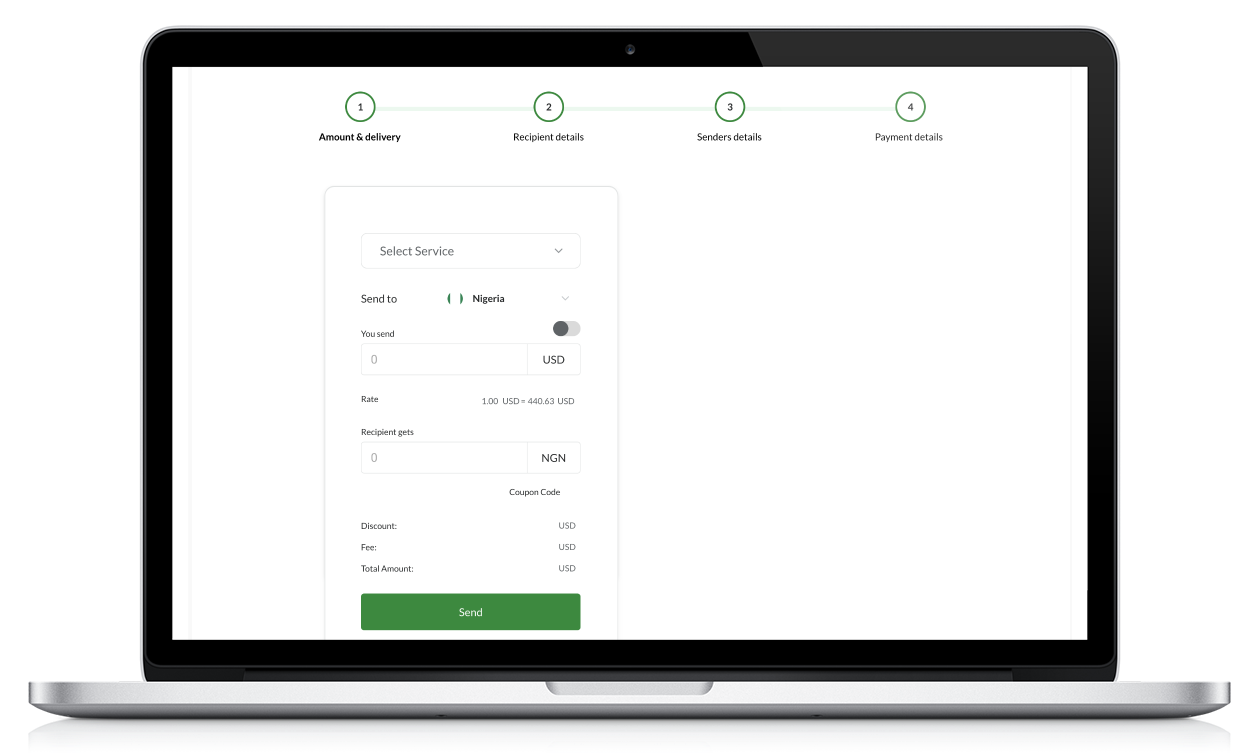 1 2 3 4
Amount & delivery Recipient details Senders details Payment details
Select Service
Send to Nigeria
You send
0 USD
Rate 1.00 USD = 440.63 USD
Recipient gets
0 NGN
Coupon Code
Discount: USD
Fee: USD
Total Amount: USD
Send